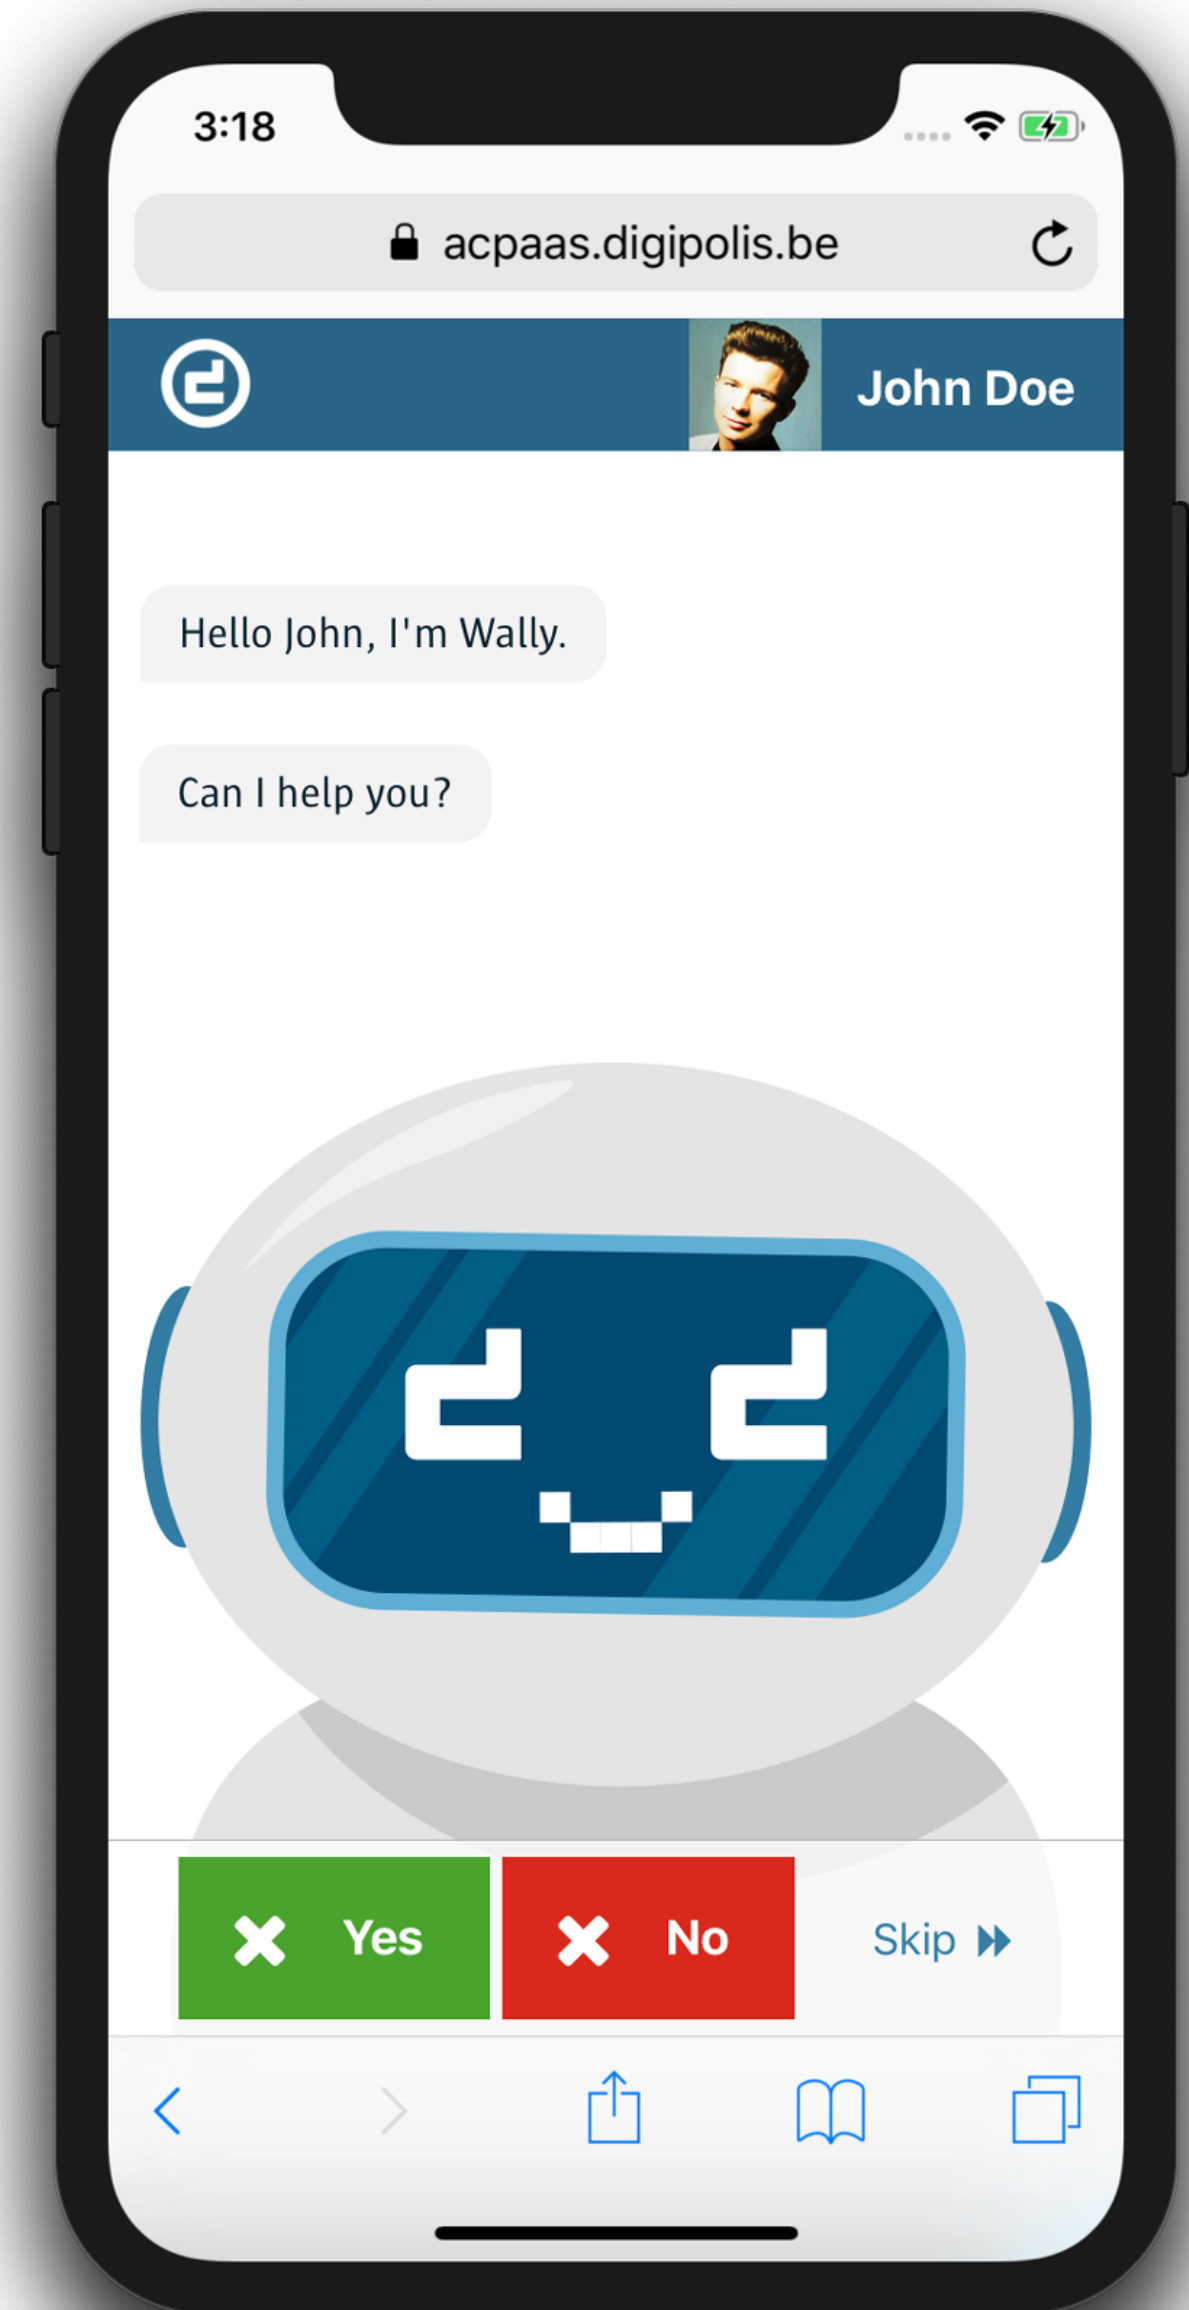 3:18
acpaas.digipolis.be
John Doe
Hello John, I'm Wally.
Can I help you?
Yes
No
Skip